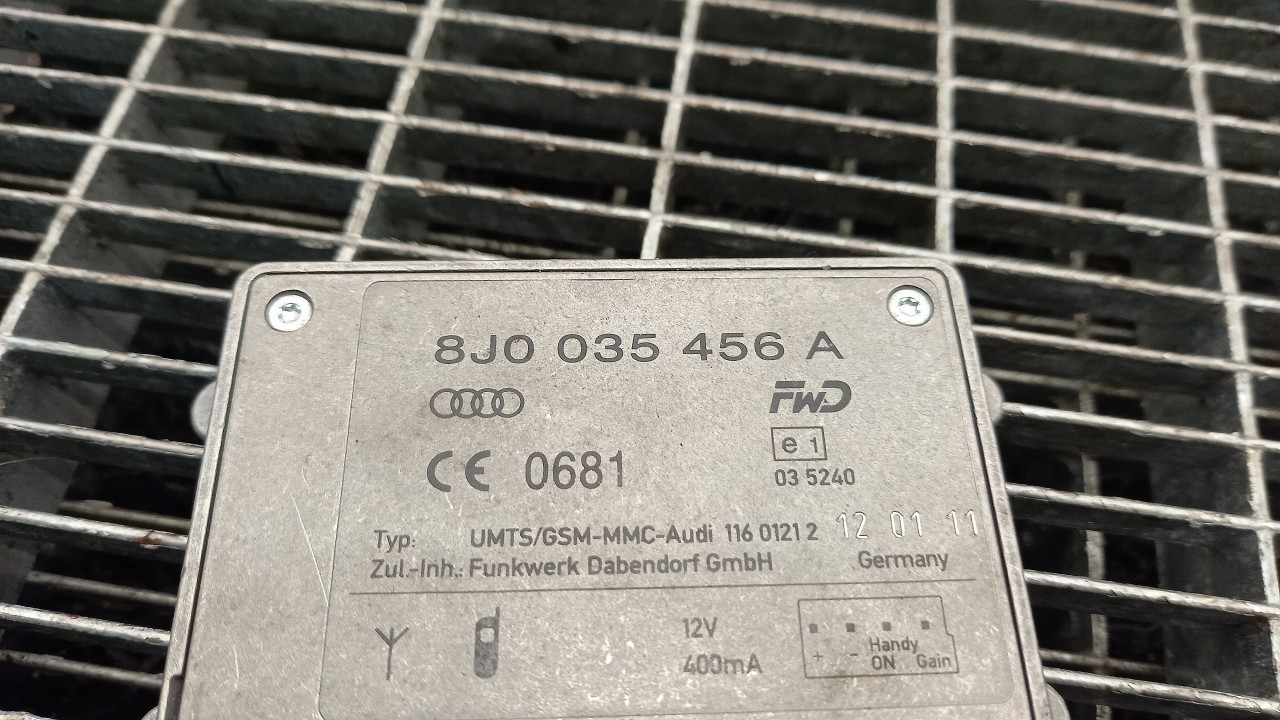 8J0 035 456 A
FWD
CE 0681
e 1
03 5240
Typ: UMTS/GSM-MMC-Audi 116 0121 2 12 01 11
Zul.-Inh.: Funkwerk Dabendorf GmbH Germany
12V
400mA
+ - Handy ON Gain